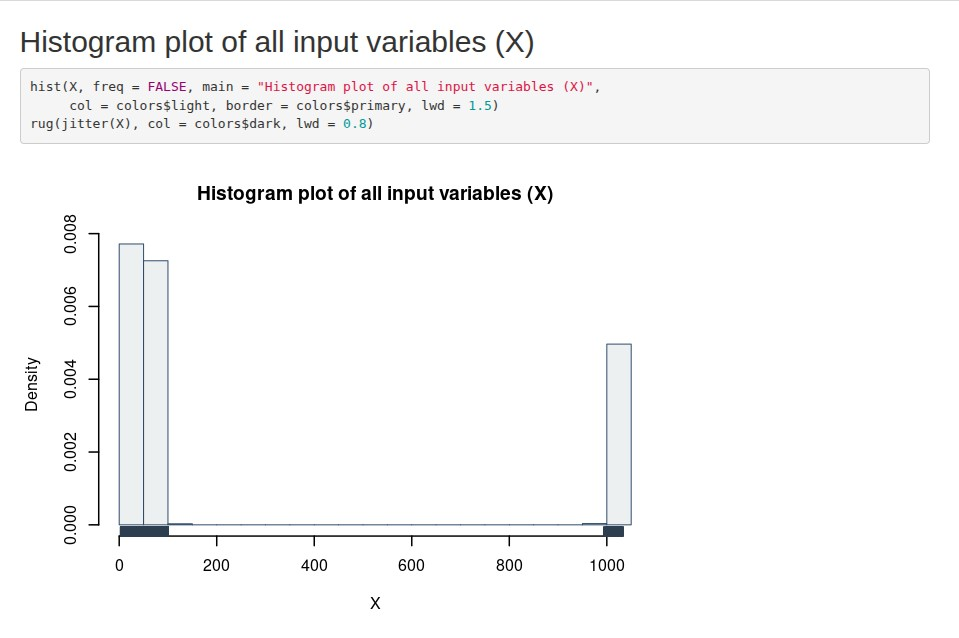 Histogram plot of all input variables (X)
hist(X, freq = FALSE, main = "Histogram plot of all input variables (X)",
     col = colors$light, border = colors$primary, lwd = 1.5)
rug(jitter(X), col = colors$dark, lwd = 0.8)
Histogram plot of all input variables (X)
Density
0.008
0.006
0.004
0.002
0.000
0 200 400 600 800 1000
X